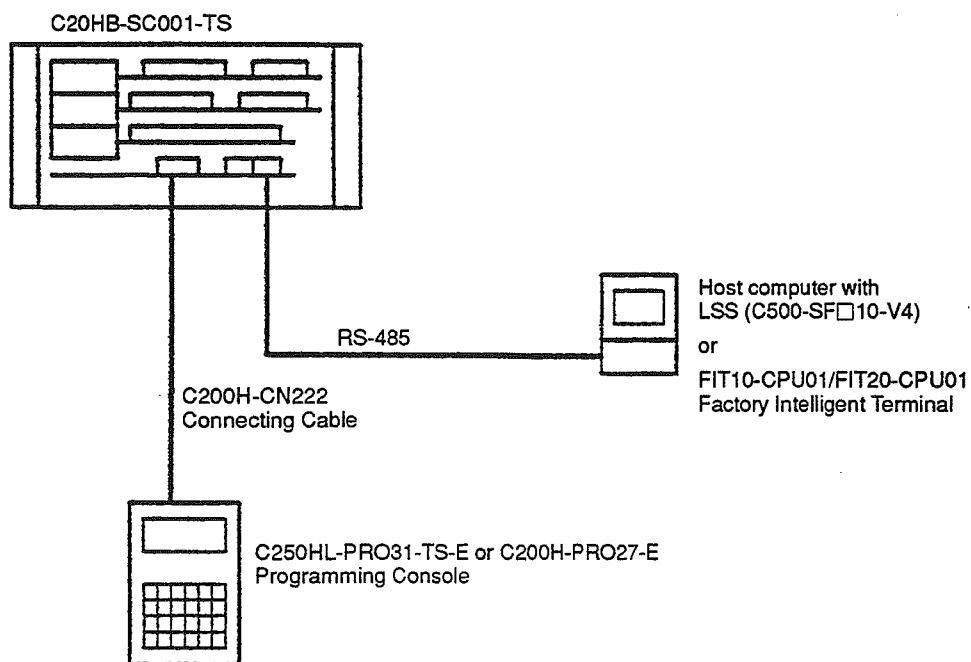 C20HB-SC001-TS
Host computer with
LSS (C500-SF□10-V4)
or
FIT10-CPU01/FIT20-CPU01
Factory Intelligent Terminal
RS-485
C200H-CN222
Connecting Cable
C250HL-PRO31-TS-E or C200H-PRO27-E
Programming Console